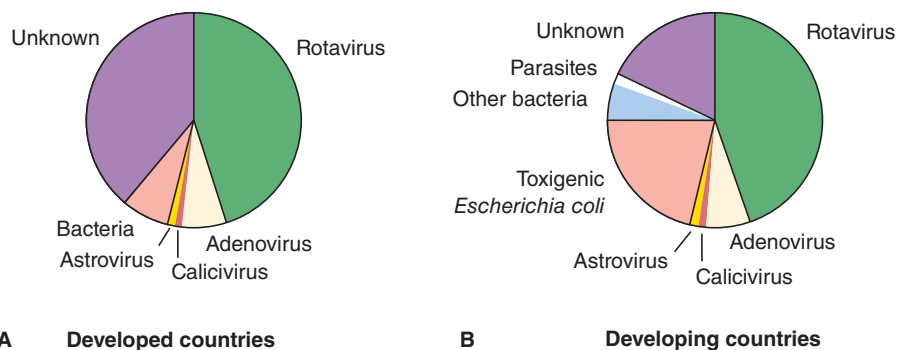 Unknown
Rotavirus
Bacteria
Astrovirus
Calicivirus
Adenovirus
A Developed countries
Unknown
Rotavirus
Parasites
Other bacteria
Toxigenic
Escherichia coli
Astrovirus
Calicivirus
Adenovirus
B Developing countries